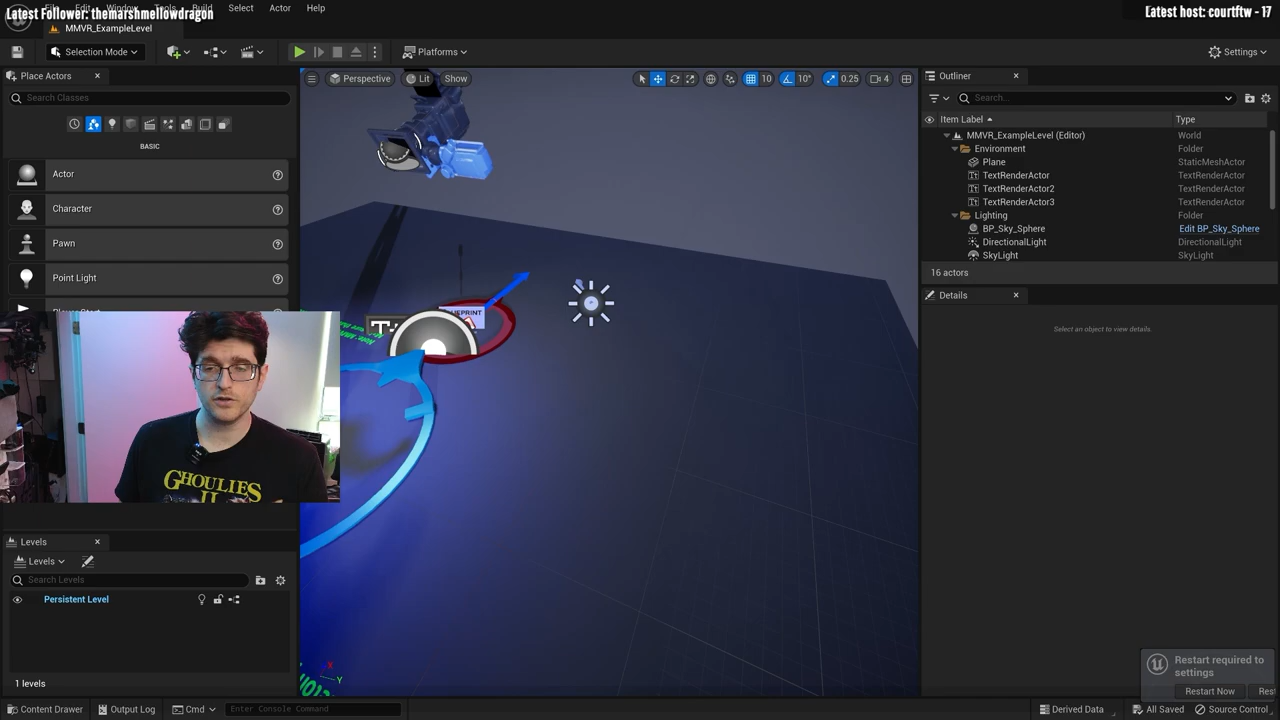 Latest Follower: themarshmellowdragon
Select
Actor
Help
Latest host: courtftw - 17
MMVR_ExampleLevel
Selection Mode
Platforms
Settings
Place Actors
Perspective
Lit
Show
10
10°
0.25
4
Outliner
Search Classes
Search...
Item Label
Type
BASIC
MMVR_ExampleLevel (Editor)
World
Environment
Folder
Plane
StaticMeshActor
Actor
TextRenderActor
TextRenderActor
TextRenderActor2
TextRenderActor
Character
TextRenderActor3
TextRenderActor
Lighting
Folder
BP_Sky_Sphere
Edit BP_Sky_Sphere
Pawn
DirectionalLight
DirectionalLight
SkyLight
SkyLight
Point Light
16 actors
Details
Select an object to view details.
GHOULIES
II
Levels
Levels
Search Levels
Persistent Level
1 levels
X
Y
Restart required to
settings
Restart Now
Content Drawer
Output Log
Cmd
Enter Console Command
Derived Data
All Saved
Source Control